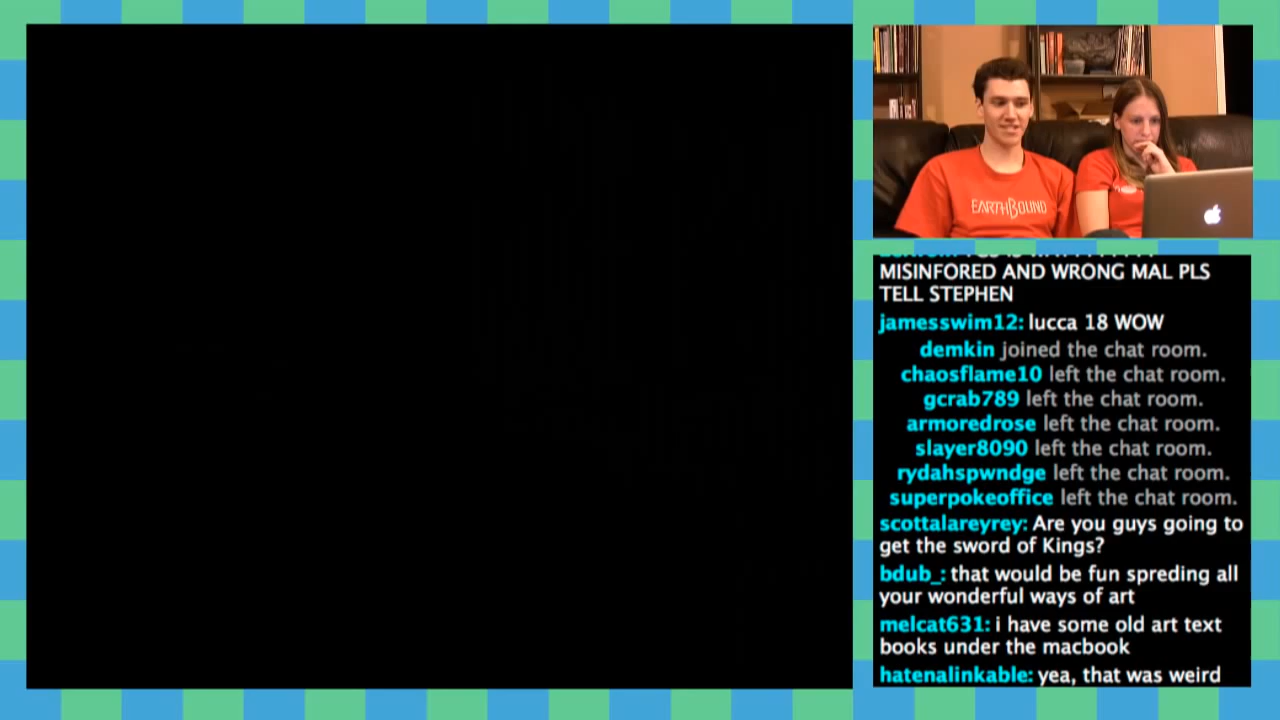 EARTHBOUND
MISINFORED AND WRONG MAL PLS
TELL STEPHEN
jamesswim12: lucca 18 WOW
demkin joined the chat room.
chaosflame10 left the chat room.
gcrab789 left the chat room.
armoredrose left the chat room.
slayer8090 left the chat room.
rydahspwndge left the chat room.
superpokeoffice left the chat room.
scottalareyrey: Are you guys going to
get the sword of Kings?
bdub_: that would be fun spreding all
your wonderful ways of art
melcat631: i have some old art text
books under the macbook
hatenalinkable: yea, that was weird